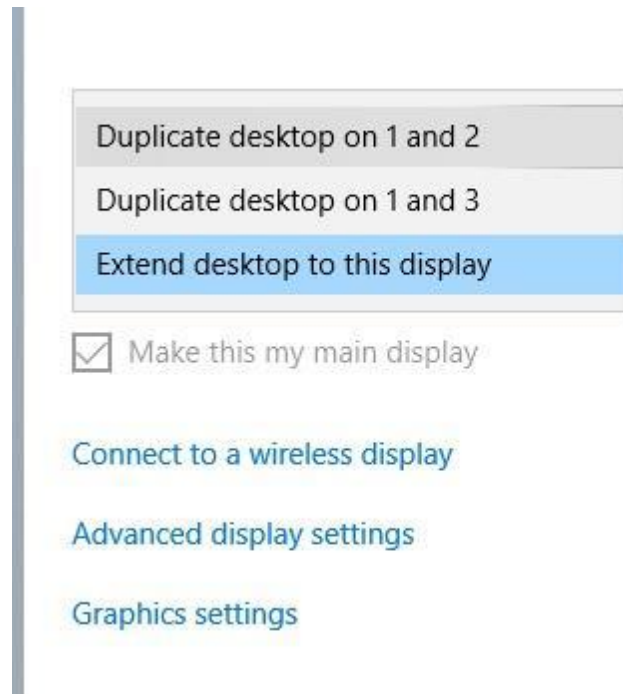 Duplicate desktop on 1 and 2
Duplicate desktop on 1 and 3
Extend desktop to this display
Make this my main display
Connect to a wireless display
Advanced display settings
Graphics settings